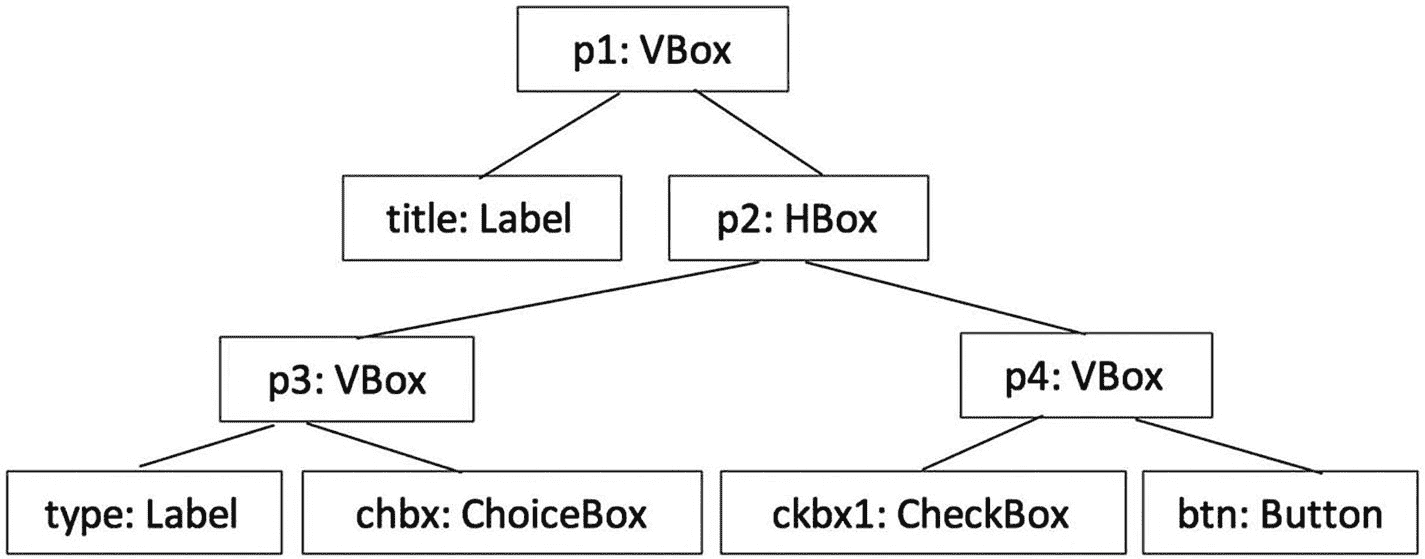 p1: VBox
title: Label
p2: HBox
p3: VBox
p4: VBox
type: Label
chbx: ChoiceBox
ckbx1: CheckBox
btn: Button